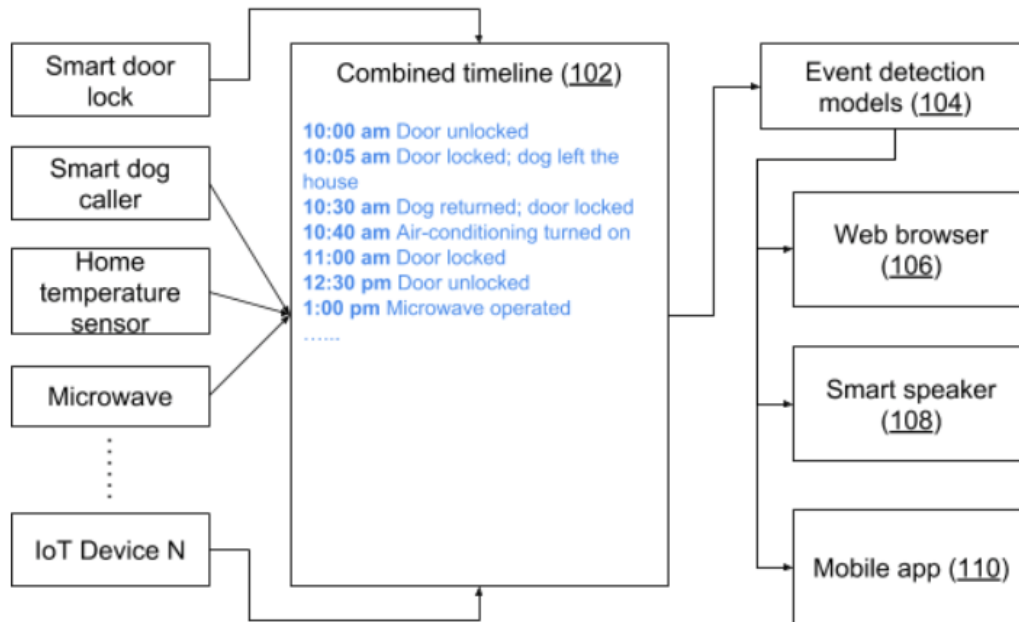 Smart door
lock
Smart dog
caller
Home
temperature
sensor
Microwave
IoT Device N
Combined timeline (102)
10:00 am Door unlocked
10:05 am Door locked; dog left the
house
10:30 am Dog returned; door locked
10:40 am Air-conditioning turned on
11:00 am Door locked
12:30 pm Door unlocked
1:00 pm Microwave operated
......
Event detection
models (104)
Web browser
(106)
Smart speaker
(108)
Mobile app (110)